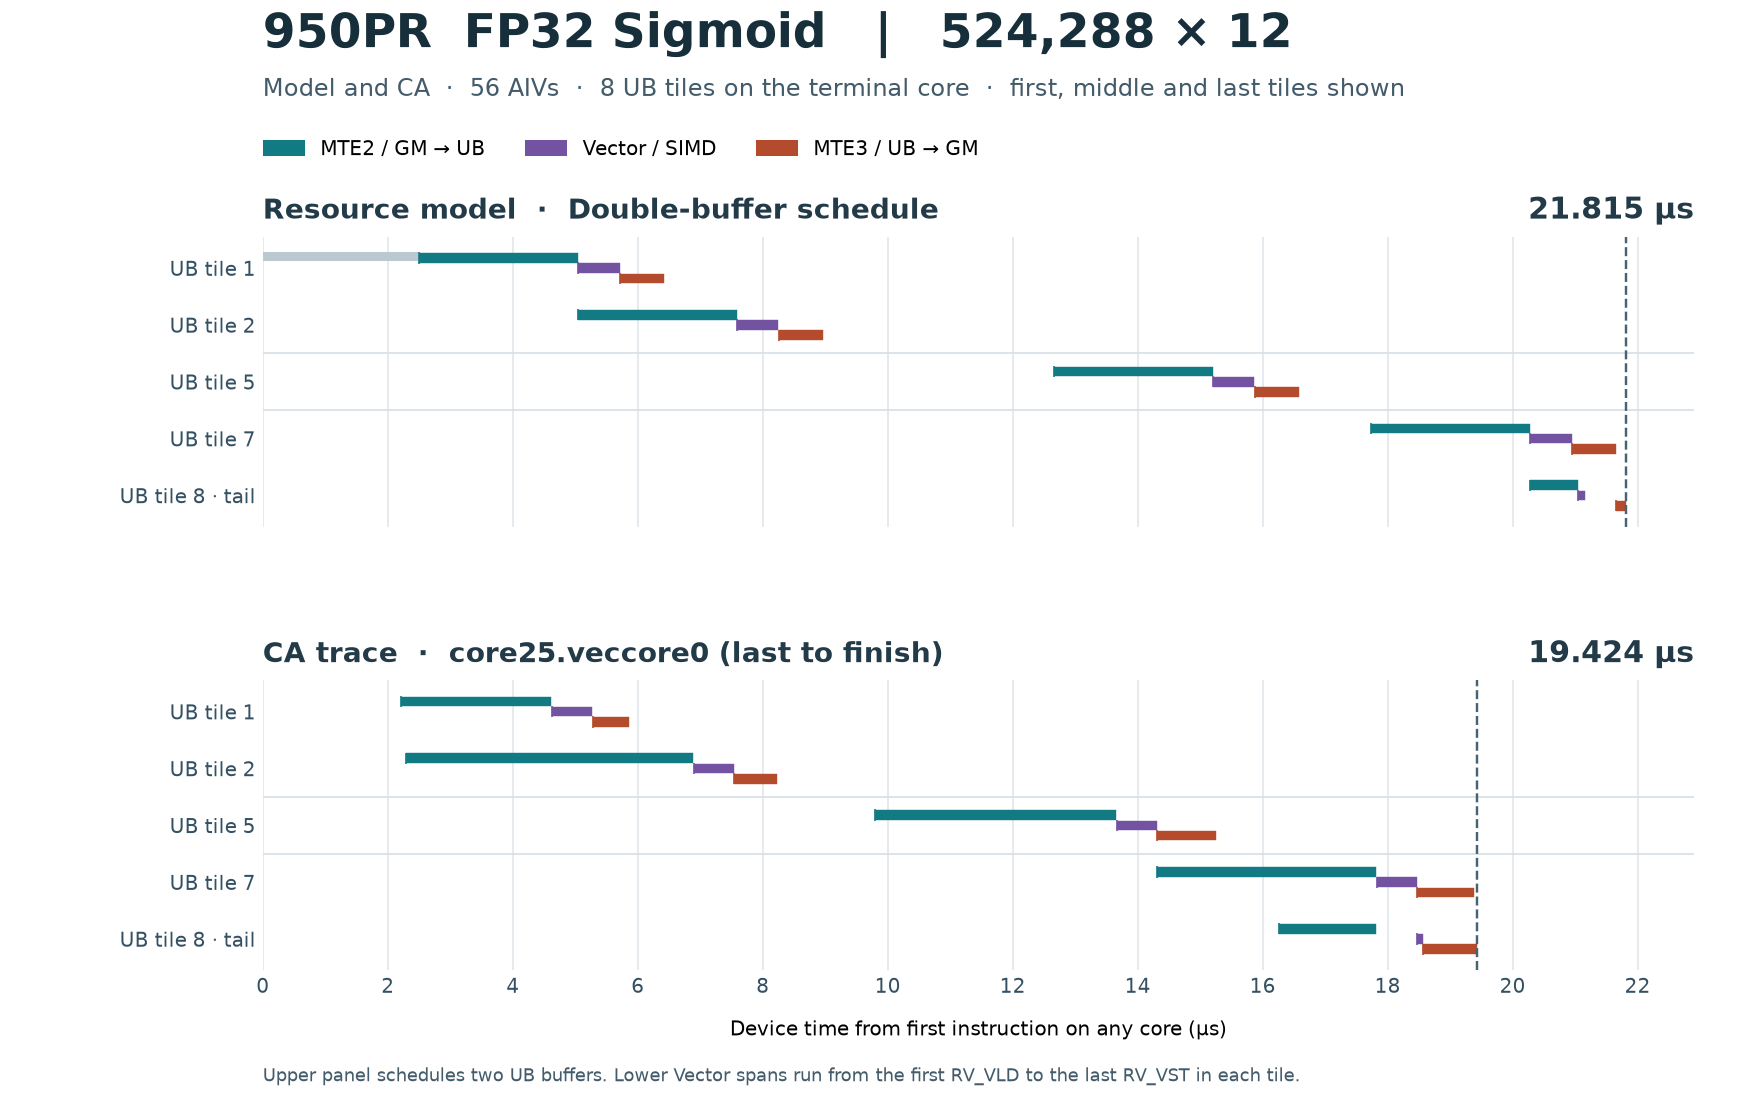 950PR FP32 Sigmoid | 524,288 × 12
Model and CA · 56 AIVs · 8 UB tiles on the terminal core · first, middle and last tiles shown
MTE2 / GM → UB
Vector / SIMD
MTE3 / UB → GM
Resource model · Double-buffer schedule
21.815 µs
UB tile 1
UB tile 2
UB tile 5
UB tile 7
UB tile 8 · tail
CA trace · core25.veccore0 (last to finish)
19.424 µs
UB tile 1
UB tile 2
UB tile 5
UB tile 7
UB tile 8 · tail
0 2 4 6 8 10 12 14 16 18 20 22
Device time from first instruction on any core (µs)
Upper panel schedules two UB buffers. Lower Vector spans run from the first RV_VLD to the last RV_VST in each tile.